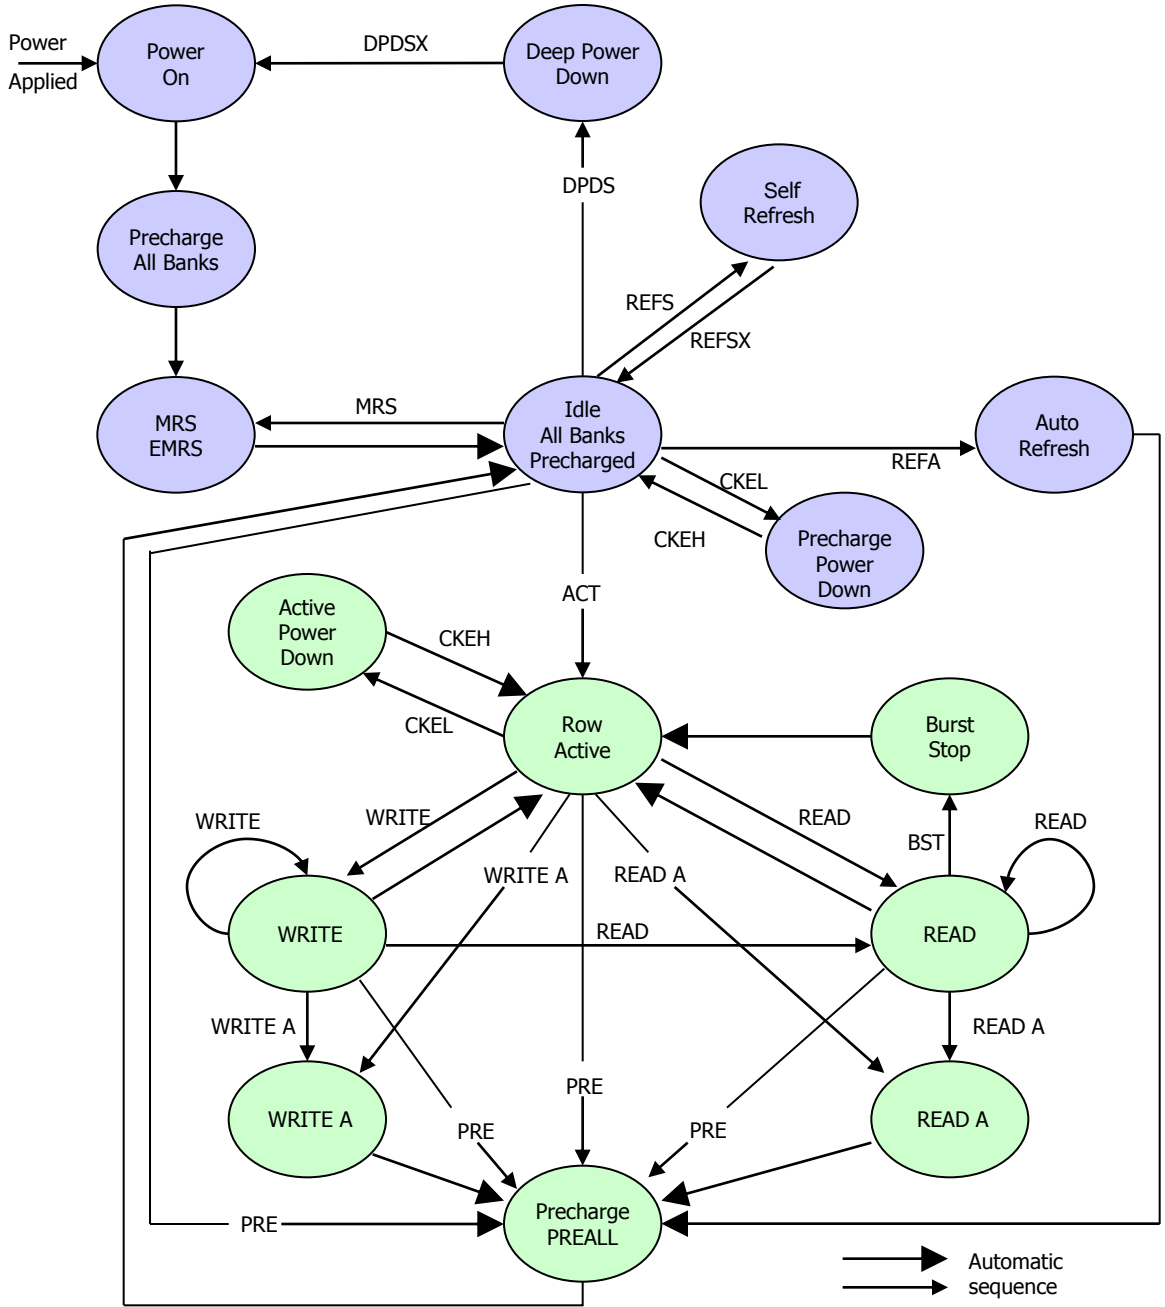 Power
Applied
Power
On
DPDSX
Deep Power
Down
DPDS
Self
Refresh
Precharge
All Banks
REFS
REFSX
MRS
EMRS
MRS
Idle
All Banks
Precharged
Auto
Refresh
REFA
CKEL
CKEH
Precharge
Power
Down
ACT
Active
Power
Down
CKEH
CKEL
Row
Active
Burst
Stop
WRITE
WRITE
READ
BST
READ
WRITE A
READ A
WRITE
READ
READ
WRITE A
READ A
WRITE A
PRE
PRE
PRE
READ A
PRE
Precharge
PREALL
Automatic
sequence